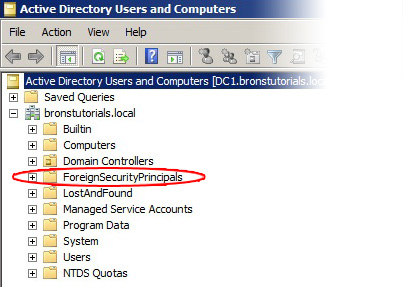 Active Directory Users and Computers
File Action View Help
Active Directory Users and Computers [DC1.bronstutorials.loc
Saved Queries
bronstutorials.local
Builtin
Computers
Domain Controllers
ForeignSecurityPrincipals
LostAndFound
Managed Service Accounts
Program Data
System
Users
NTDS Quotas